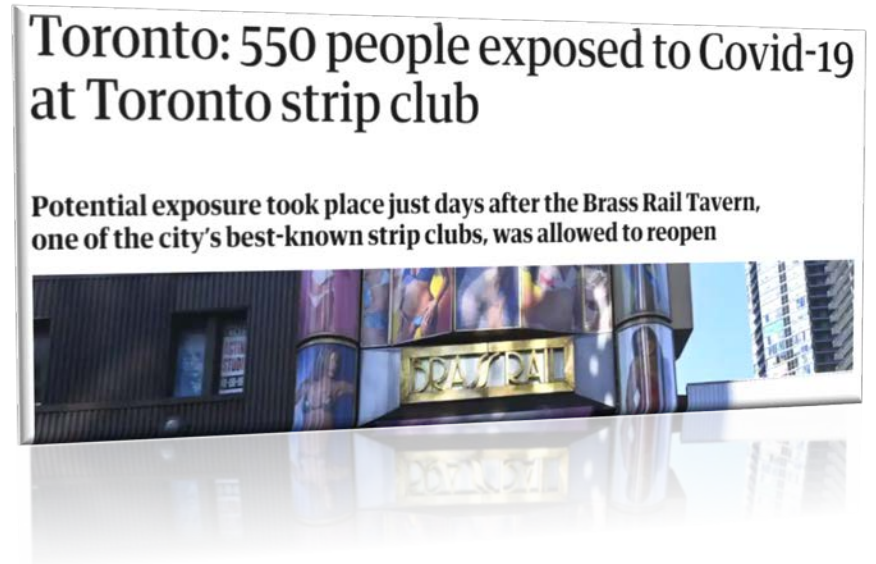 Toronto: 550 people exposed to Covid-19
at Toronto strip club
Potential exposure took place just days after the Brass Rail Tavern,
one of the city's best-known strip clubs, was allowed to reopen
BRASS RAIL